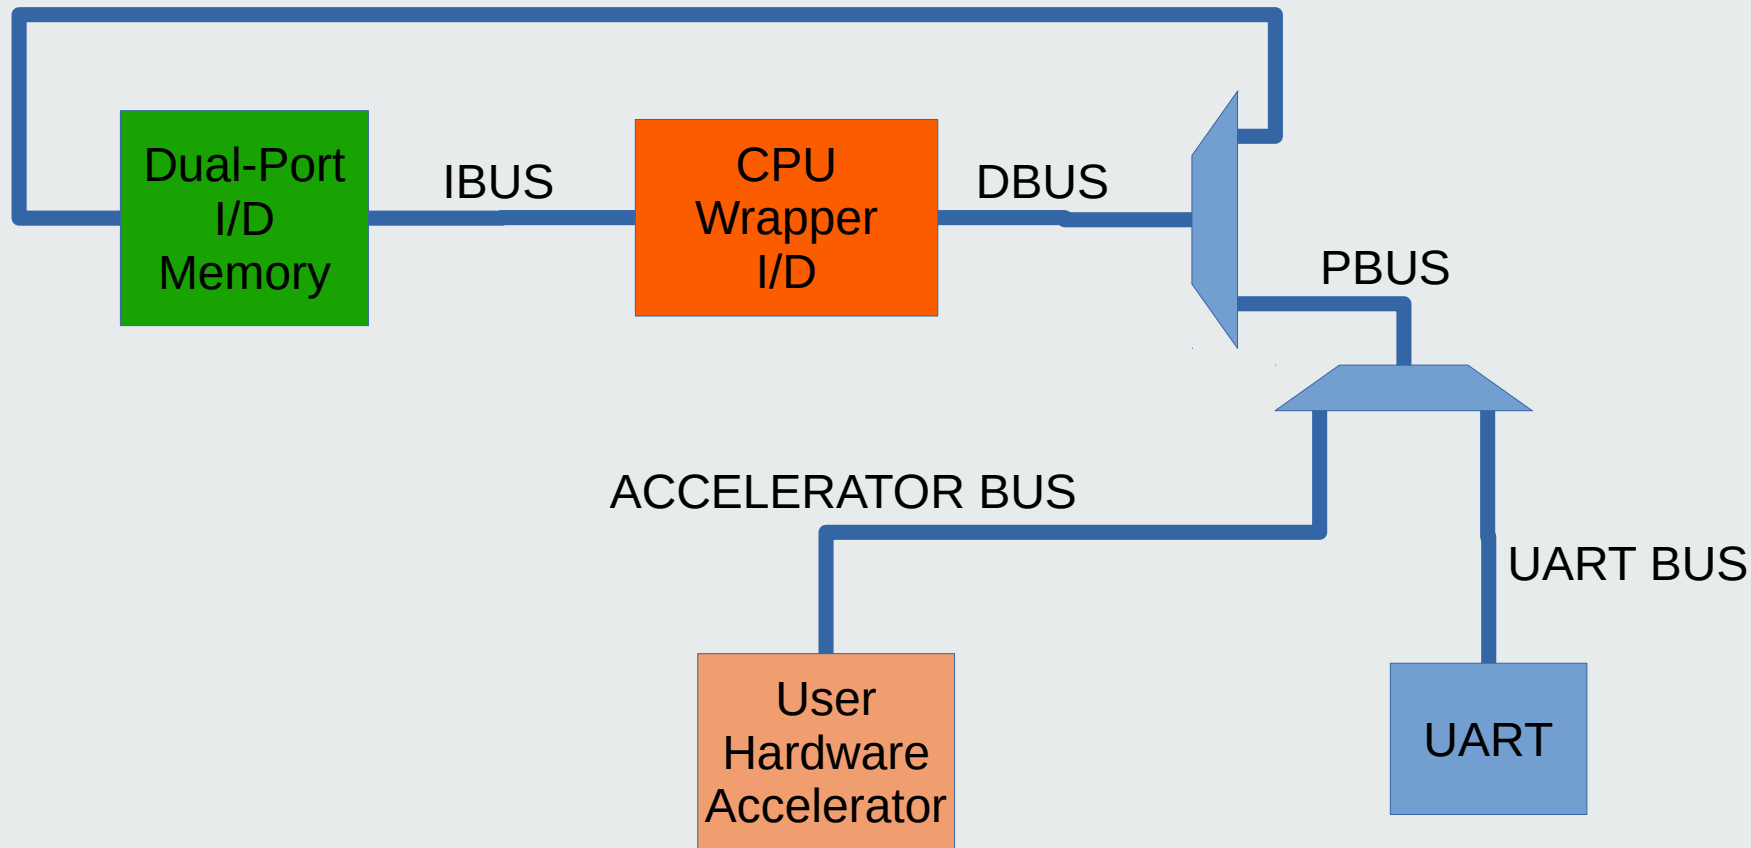 Dual-Port
I/D
Memory
IBUS
CPU
Wrapper
I/D
DBUS
PBUS
ACCELERATOR BUS
UART BUS
User
Hardware
Accelerator
UART